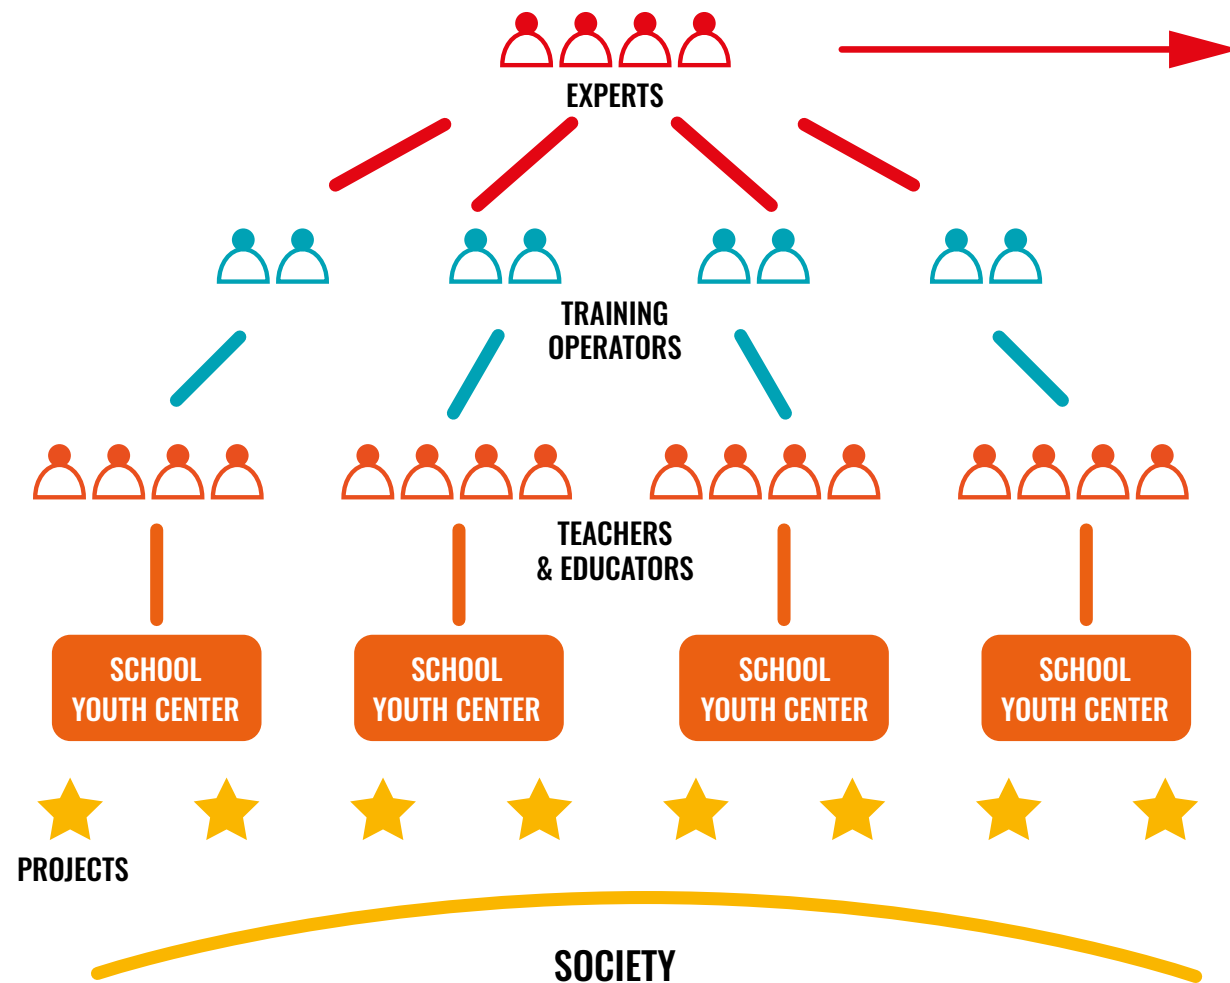 EXPERTS
TRAINING
OPERATORS
TEACHERS
& EDUCATORS
SCHOOL
YOUTH CENTER
SCHOOL
YOUTH CENTER
SCHOOL
YOUTH CENTER
SCHOOL
YOUTH CENTER
PROJECTS
SOCIETY